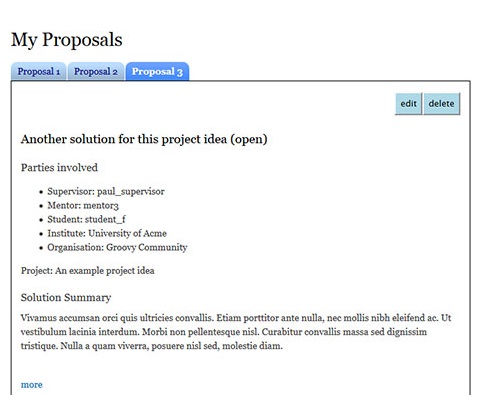 My Proposals
Proposal 1 Proposal 2 Proposal 3
edit delete
Another solution for this project idea (open)
Parties involved
Supervisor: paul_supervisor
Mentor: mentor3
Student: student_f
Institute: University of Acme
Organisation: Groovy Community
Project: An example project idea
Solution Summary
Vivamus accumsan orci quis ultricies convallis. Etiam porttitor ante nulla, nec mollis nibh eleifend ac. Ut
vestibulum lacinia interdum. Morbi non pellentesque nisl. Curabitur convallis massa sed dignissim
tristique. Nulla a quam viverra, posuere nisl sed, molestie diam.
more